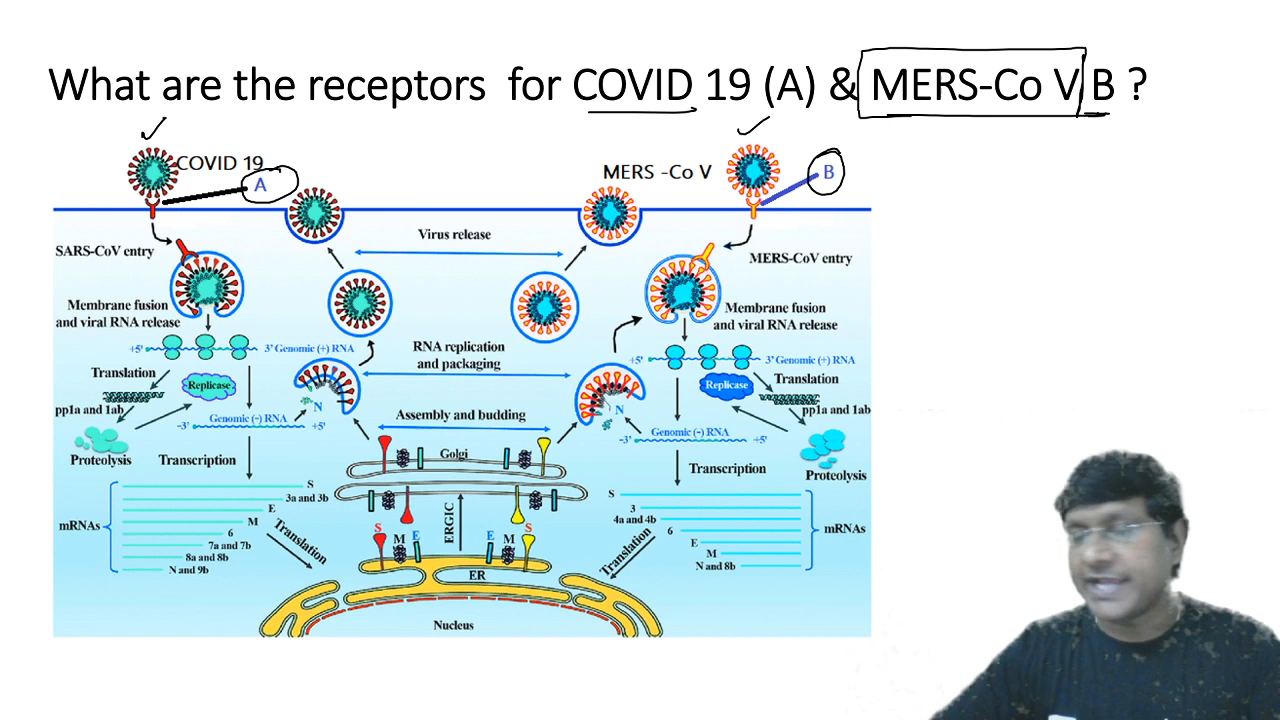 What are the receptors for COVID 19 (A) & MERS-Co V B ?
COVID 19
A
MERS -Co V
B
Virus release
SARS-CoV entry
MERS-CoV entry
Membrane fusion
and viral RNA release
Membrane fusion
and viral RNA release
+5' 3' Genomic (+) RNA
RNA replication
and packaging
+5' 3' Genomic (+) RNA
Translation
Replicase
Replicase
Translation
pp1a and 1ab
N
N
pp1a and 1ab
Genomic (-) RNA
-3' +5'
Assembly and budding
Genomic (-) RNA
-3' +5'
Proteolysis
Transcription
Golgi
Transcription
Proteolysis
mRNAs
S
3a and 3b
E
M
6
7a and 7b
8a and 8b
N and 9b
Translation
ERGIC
S M E
E M S
ER
Nucleus
Translation
S
3
4a and 4b
6
E
M
N and 8b
mRNAs